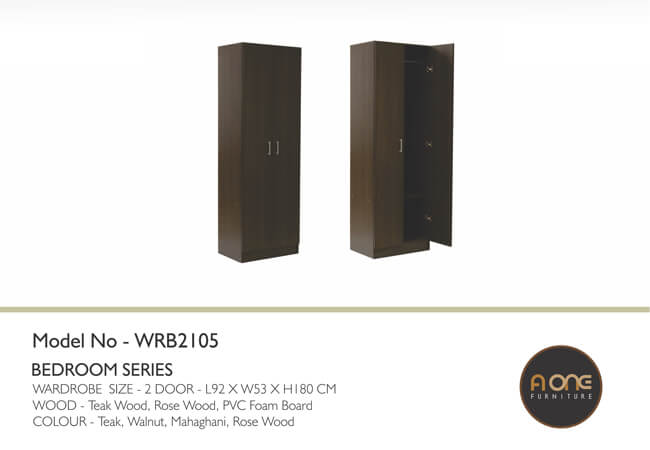 Model No - WRB2105
BEDROOM SERIES
WARDROBE SIZE - 2 DOOR - L92 X W53 X H180 CM
WOOD - Teak Wood, Rose Wood, PVC Foam Board
COLOUR - Teak, Walnut, Mahaghani, Rose Wood
A ONE
FURNITURE